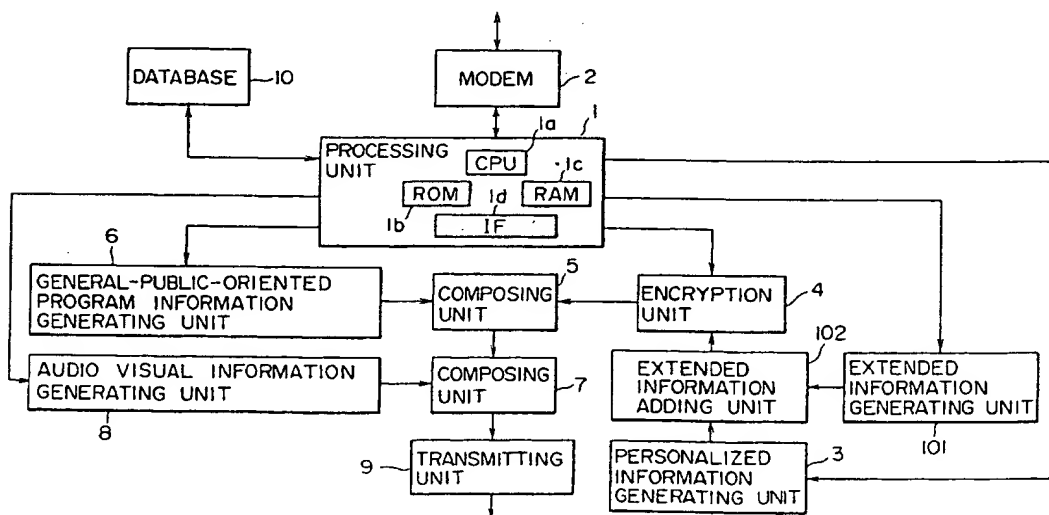 DATABASE
10
MODEM
2
1
PROCESSING
UNIT
1a
CPU
1c
ROM
RAM
1b
1d
IF
6
GENERAL-PUBLIC-ORIENTED
PROGRAM INFORMATION
GENERATING UNIT
5
COMPOSING
UNIT
ENCRYPTION
UNIT
4
AUDIO VISUAL INFORMATION
GENERATING UNIT
8
COMPOSING
UNIT
7
102
EXTENDED
INFORMATION
ADDING UNIT
EXTENDED
INFORMATION
GENERATING UNIT
101
9
TRANSMITTING
UNIT
3
PERSONALIZED
INFORMATION
GENERATING UNIT